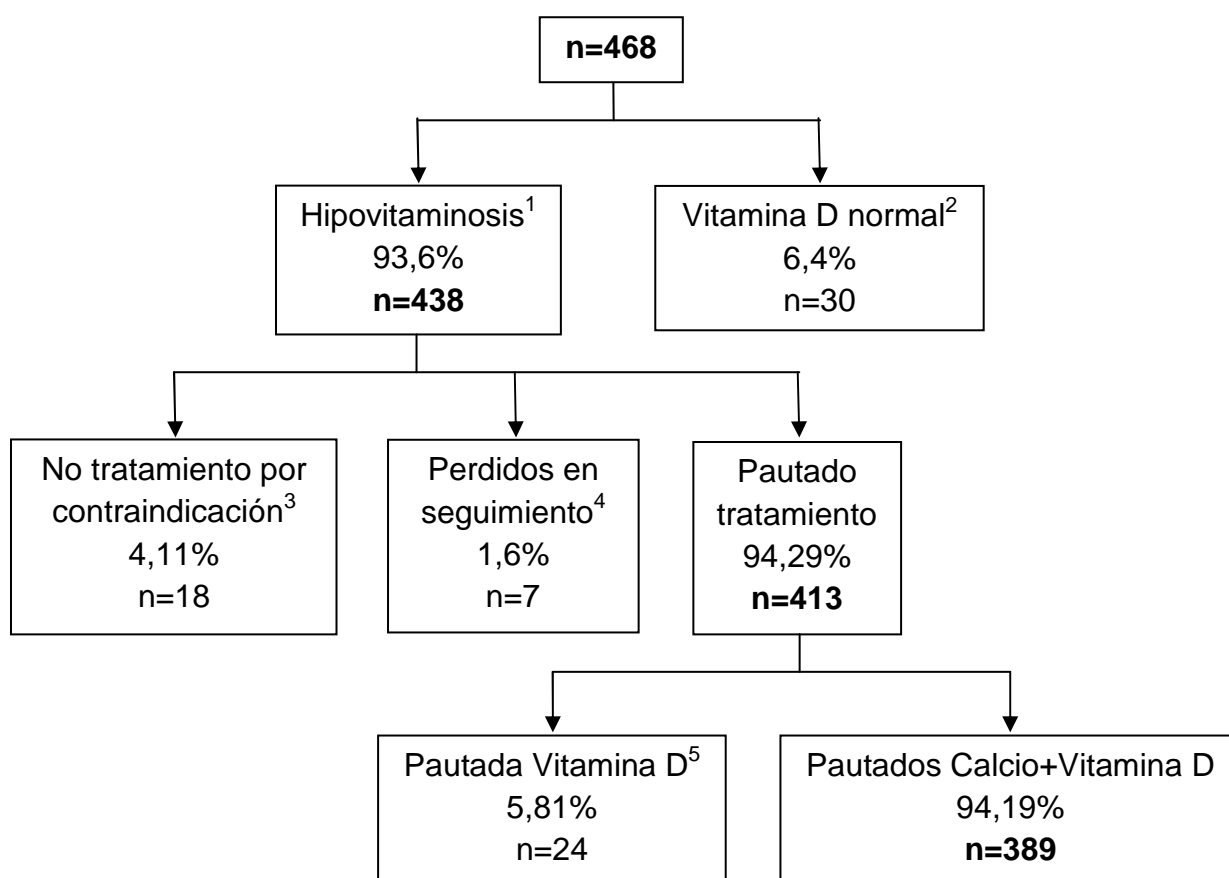 n=468
Hipovitaminosis¹
93,6%
n=438
Vitamina D normal²
6,4%
n=30
No tratamiento por
contraindicación³
4,11%
n=18
Perdidos en
seguimiento⁴
1,6%
n=7
Pautado
tratamiento
94,29%
n=413
Pautada Vitamina D⁵
5,81%
n=24
Pautados Calcio+Vitamina D
94,19%
n=389